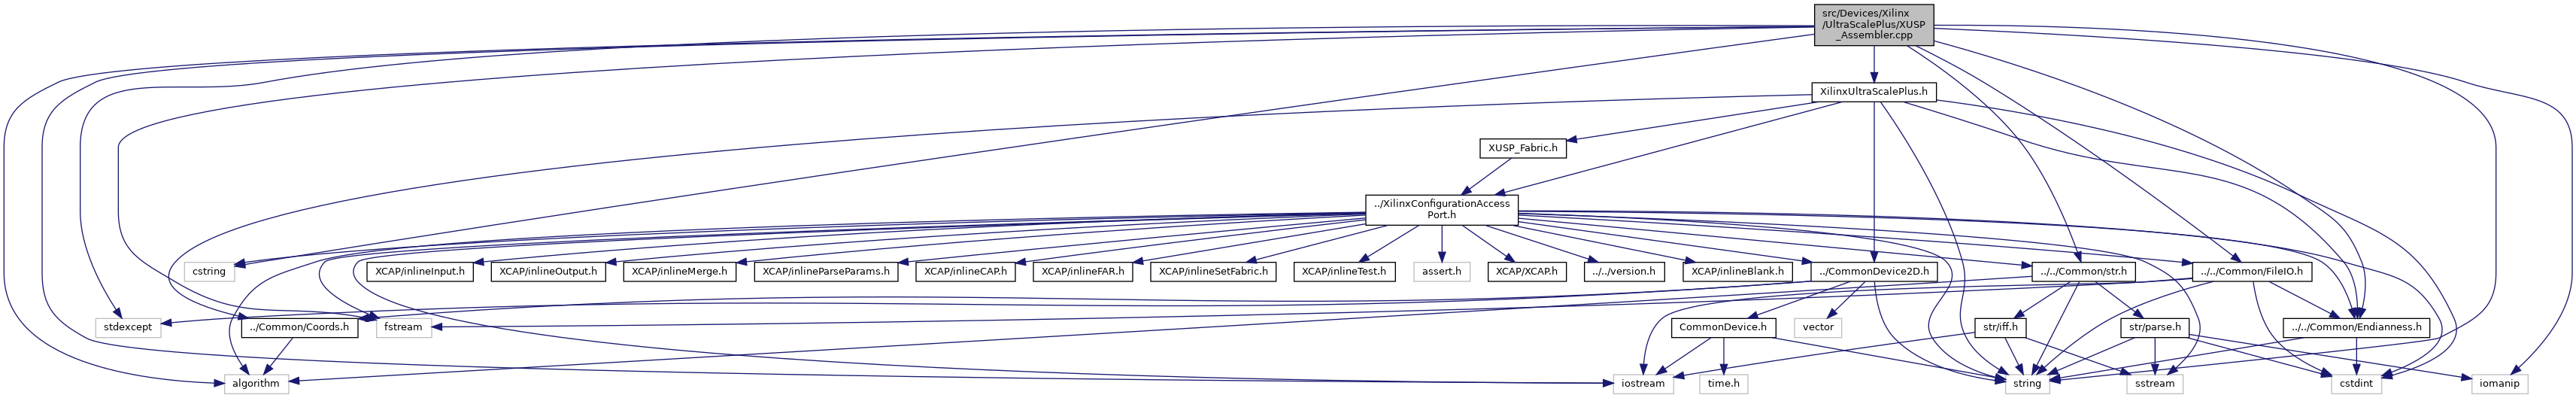 src/Devices/Xilinx
/UltraScalePlus/XUSP
_Assembler.cpp
XilinxUltraScalePlus.h
XUSP_Fabric.h
../XilinxConfigurationAccess
Port.h
cstring
XCAP/inlineInput.h
XCAP/inlineOutput.h
XCAP/inlineMerge.h
XCAP/inlineParseParams.h
XCAP/inlineCAP.h
XCAP/inlineFAR.h
XCAP/inlineSetFabric.h
XCAP/inlineTest.h
assert.h
XCAP/XCAP.h
../../version.h
XCAP/inlineBlank.h
../CommonDevice2D.h
../../Common/str.h
../../Common/FileIO.h
stdexcept
../Common/Coords.h
fstream
CommonDevice.h
vector
str/iff.h
str/parse.h
../../Common/Endianness.h
algorithm
iostream
time.h
string
sstream
cstdint
iomanip